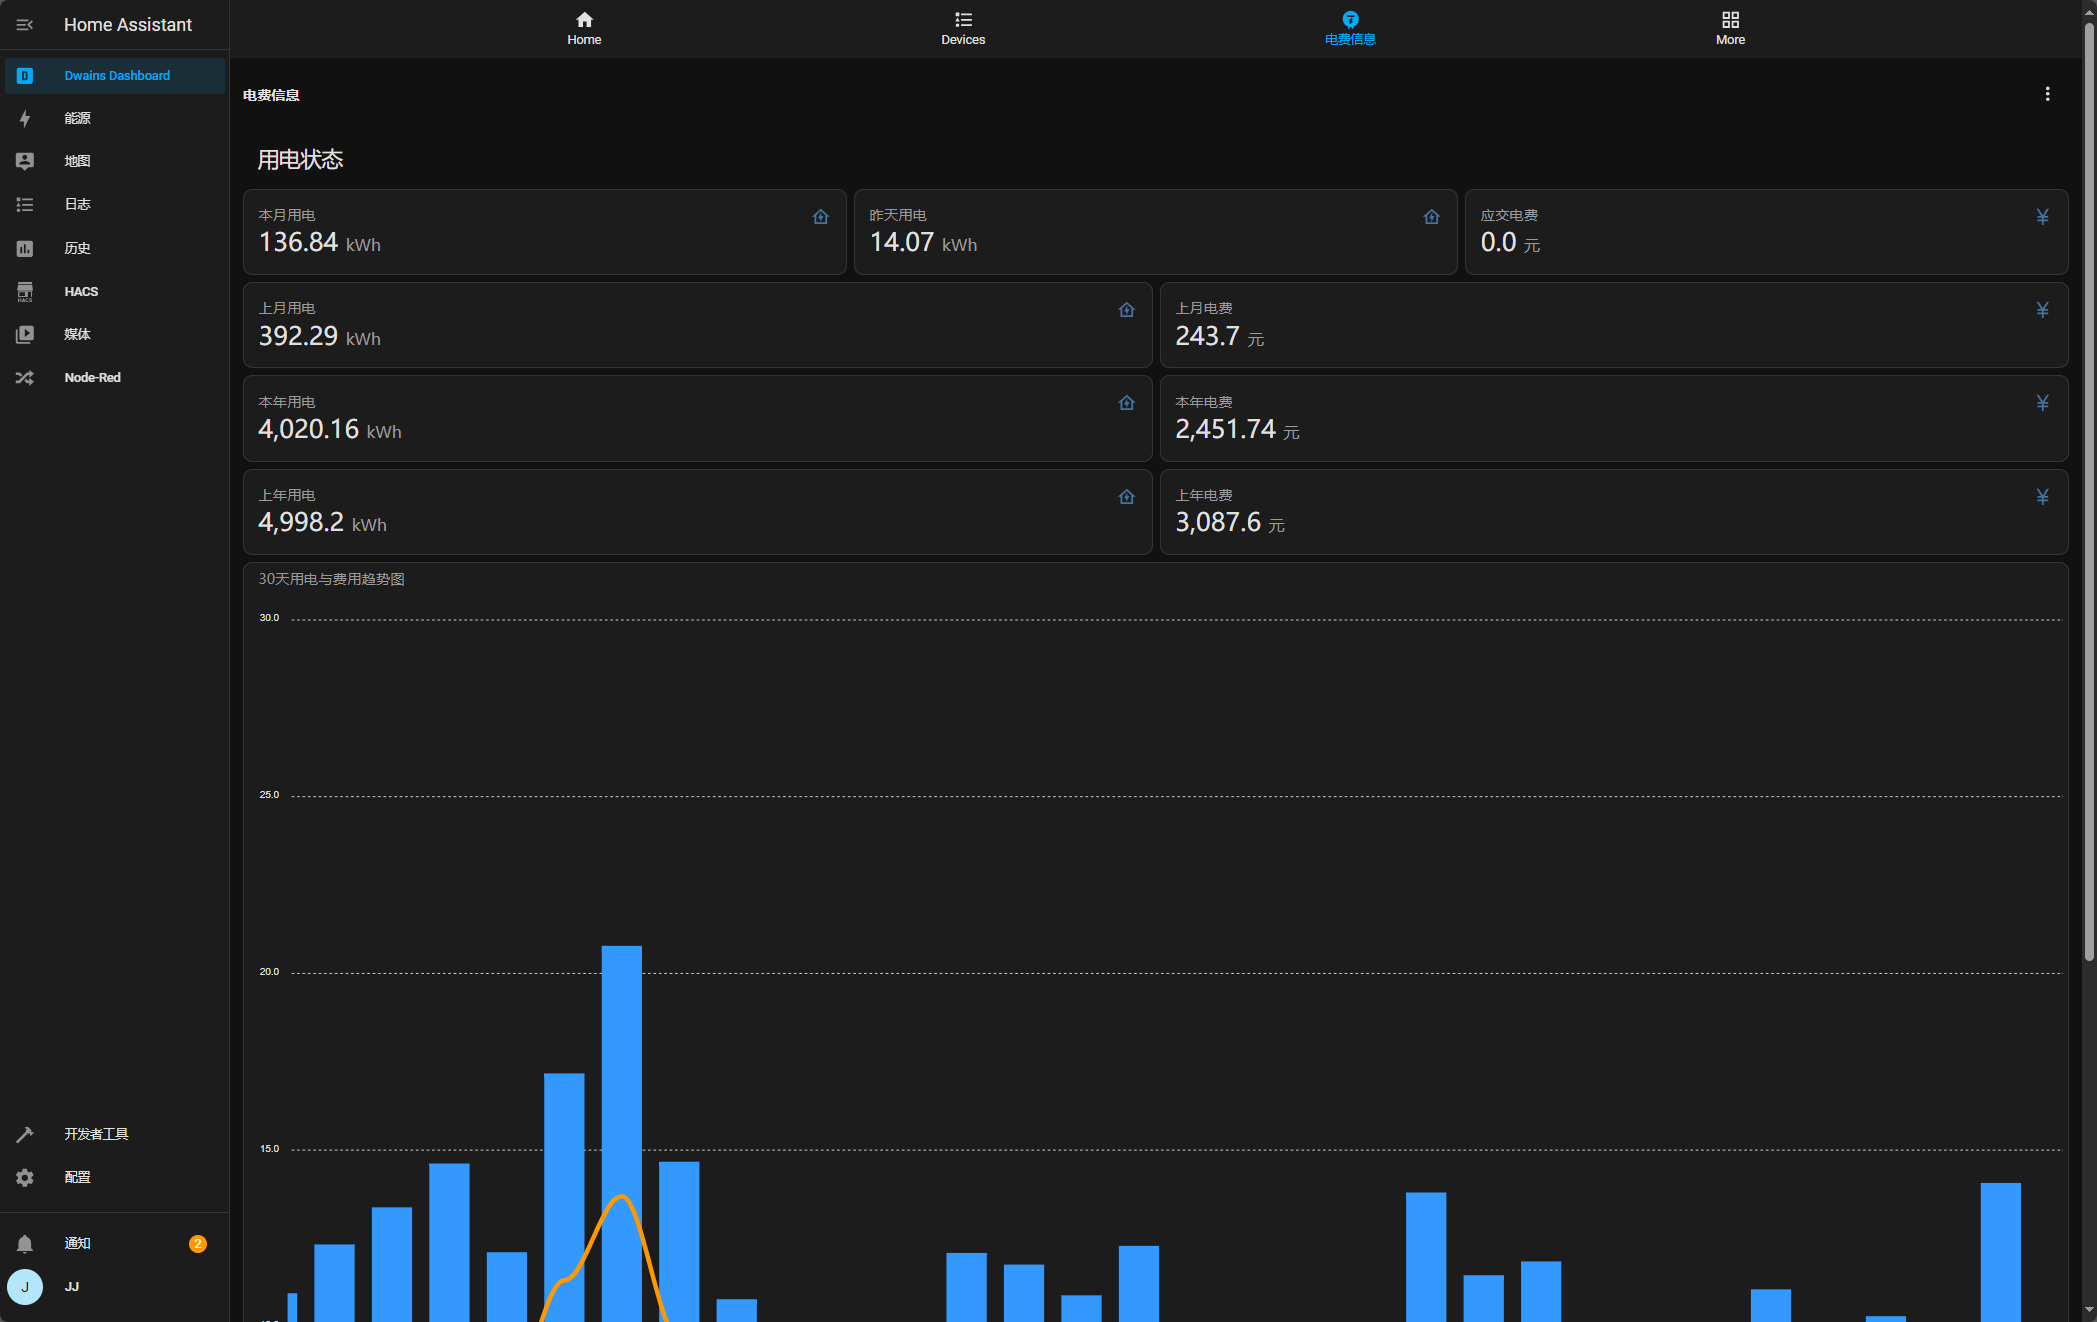 Home Assistant
Dwains Dashboard
能源
地图
日志
历史
HACS
媒体
Node-Red
开发者工具
配置
通知
2
J
JJ
Home
Devices
电费信息
More
电费信息
用电状态
本月用电
136.84 kWh
昨天用电
14.07 kWh
应交电费
0.0 元
上月用电
392.29 kWh
上月电费
243.7 元
本年用电
4,020.16 kWh
本年电费
2,451.74 元
上年用电
4,998.2 kWh
上年电费
3,087.6 元
30天用电与费用趋势图
30.0
25.0
20.0
15.0